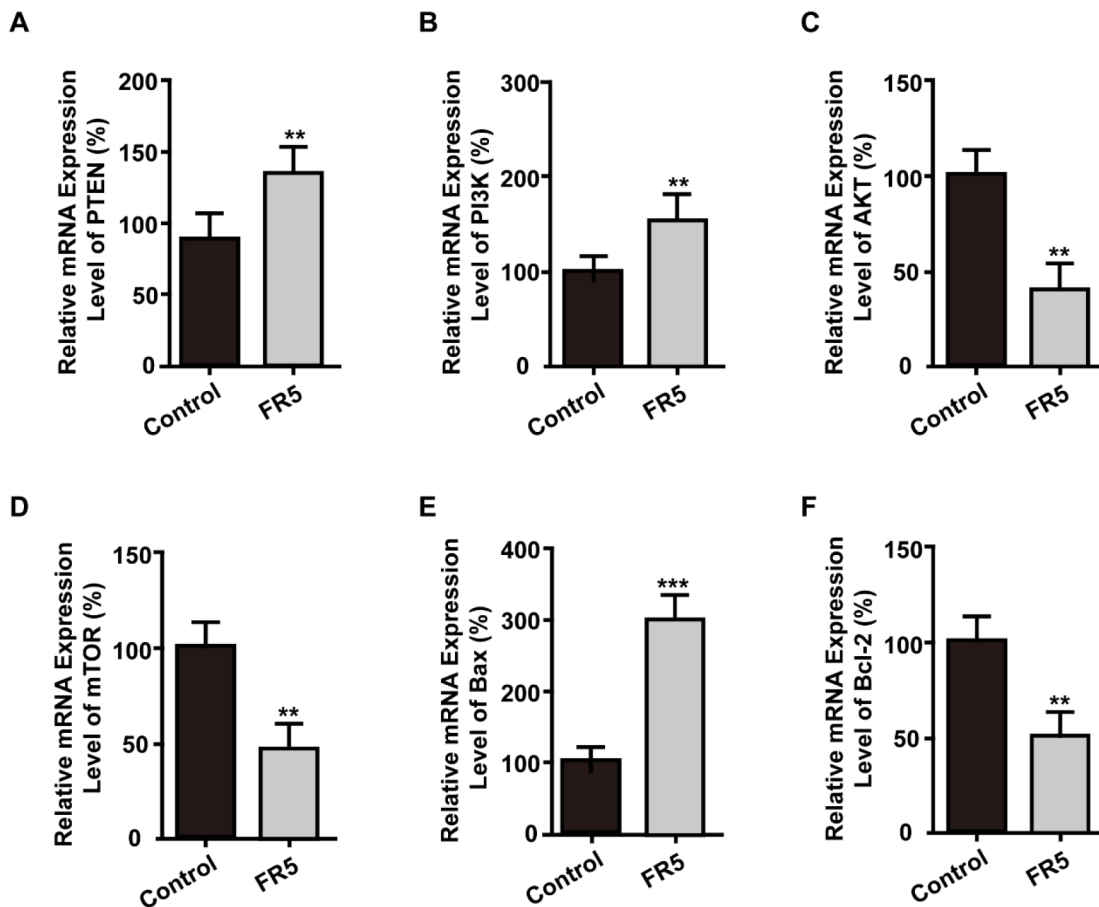 A
Relative mRNA Expression
Level of PTEN (%)
200
150
100
50
0
**
Control
FR5
B
Relative mRNA Expression
Level of PI3K (%)
300
200
100
0
**
Control
FR5
C
Relative mRNA Expression
Level of AKT (%)
150
100
50
0
**
Control
FR5
D
Relative mRNA Expression
Level of mTOR (%)
150
100
50
0
**
Control
FR5
E
Relative mRNA Expression
Level of Bax (%)
400
300
200
100
0
***
Control
FR5
F
Relative mRNA Expression
Level of Bcl-2 (%)
150
100
50
0
**
Control
FR5